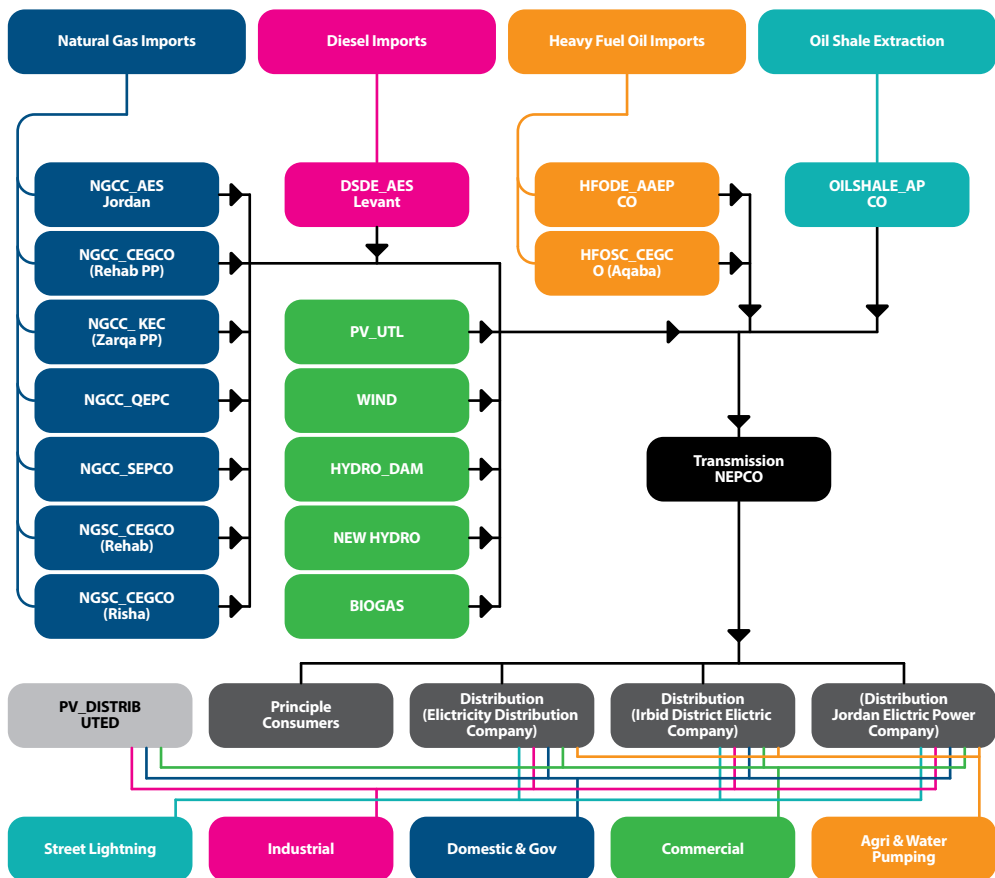 Natural Gas Imports
Diesel Imports
Heavy Fuel Oil Imports
Oil Shale Extraction
NGCC_AES
Jordan
DSDE_AES
Levant
HFODE_AAEP
CO
OILSHALE_AP
CO
NGCC_CEGCO
(Rehab PP)
HFOSC_CEGC
O (Aqaba)
NGCC_ KEC
(Zarqa PP)
PV_UTL
NGCC_QEPC
WIND
NGCC_SEPCO
HYDRO_DAM
Transmission
NEPCO
NGSC_CEGCO
(Rehab)
NEW HYDRO
NGSC_CEGCO
(Risha)
BIOGAS
PV_DISTRIB
UTED
Principle
Consumers
Distribution
(Elictricity Distribution
Company)
Distribution
(Irbid District Elictric
Company)
(Distribution
Jordan Elictric Power
Company)
Street Lightning
Industrial
Domestic & Gov
Commercial
Agri & Water
Pumping